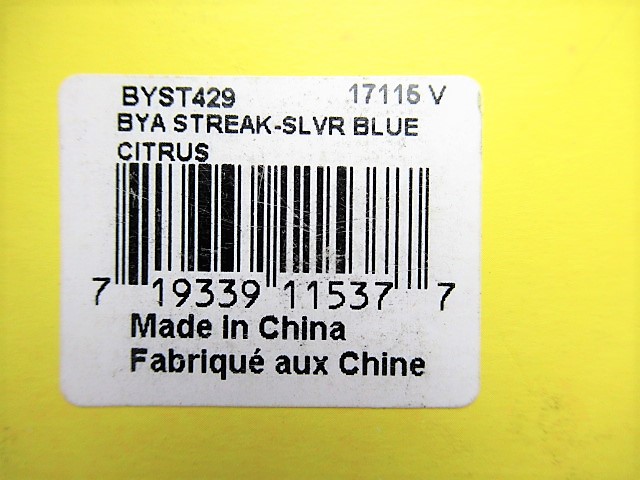 BYST429 17115 V
BYA STREAK-SLVR BLUE
CITRUS
7 19339 11537 7
Made in China
Fabriqué aux Chine